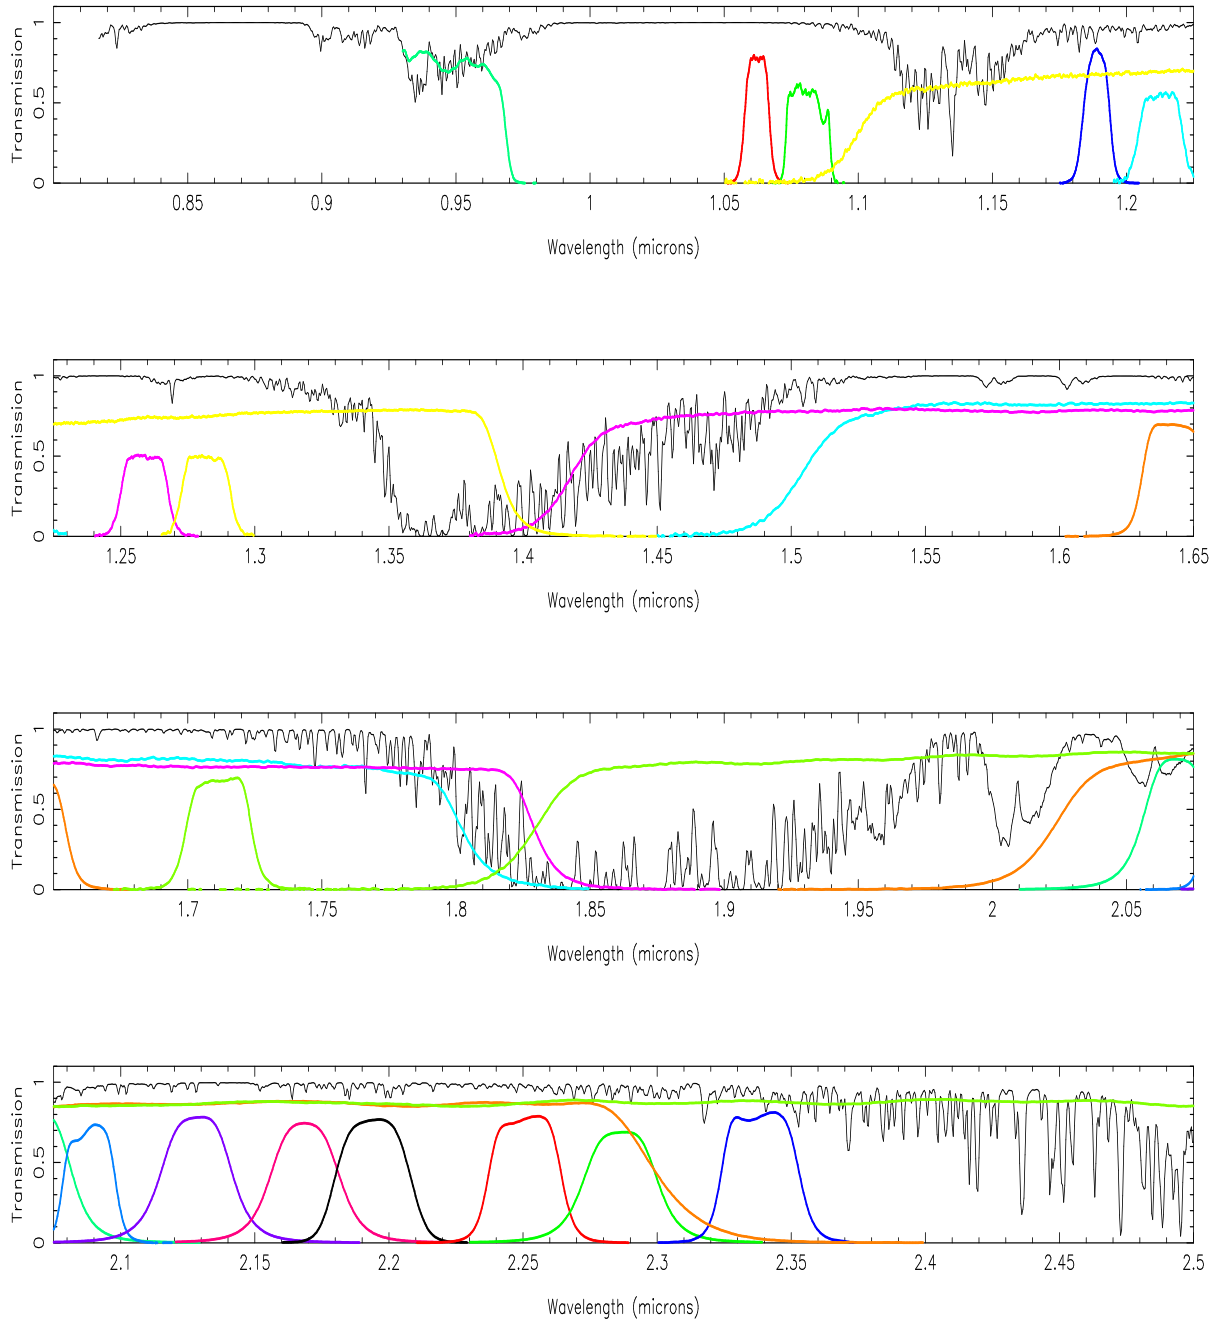 Transmission
0 0.5 1
0.85 0.9 0.95 1 1.05 1.1 1.15 1.2
Wavelength (microns)
Transmission
0 0.5 1
1.25 1.3 1.35 1.4 1.45 1.5 1.55 1.6 1.65
Wavelength (microns)
Transmission
0 0.5 1
1.7 1.75 1.8 1.85 1.9 1.95 2 2.05
Wavelength (microns)
Transmission
0 0.5 1
2.1 2.15 2.2 2.25 2.3 2.35 2.4 2.45 2.5
Wavelength (microns)